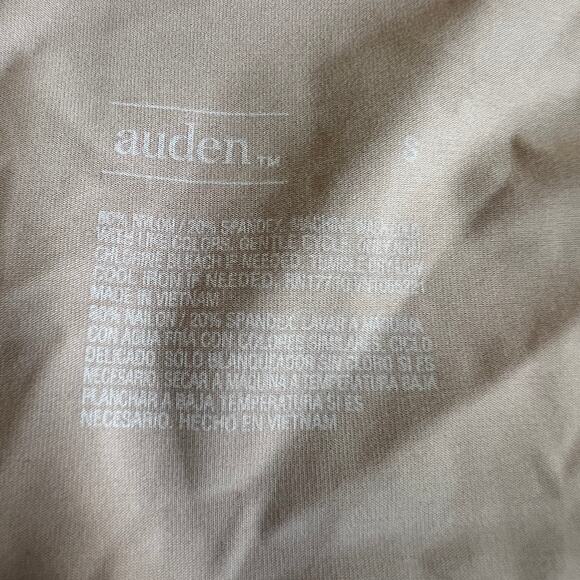 auden™
S
80% NYLON / 20% SPANDEX. MACHINE WASH COLD
WITH LIKE COLORS. GENTLE CYCLE. ONLY NON
CHLORINE BLEACH IF NEEDED. TUMBLE DRY LOW.
COOL IRON IF NEEDED.
MADE IN VIETNAM
80% NAILON / 20% SPANDEX. LAVAR A MÁQUINA
CON AGUA FRIA CON COLORES SIMILARES. CICLO
DELICADO. SOLO BLANQUEADOR SIN CLORO SI ES
NECESARIO. SECAR A MAQUINA A TEMPERATURA BAJA.
PLANCHAR A BAJA TEMPERATURA SI ES
NECESARIO. HECHO EN VIETNAM